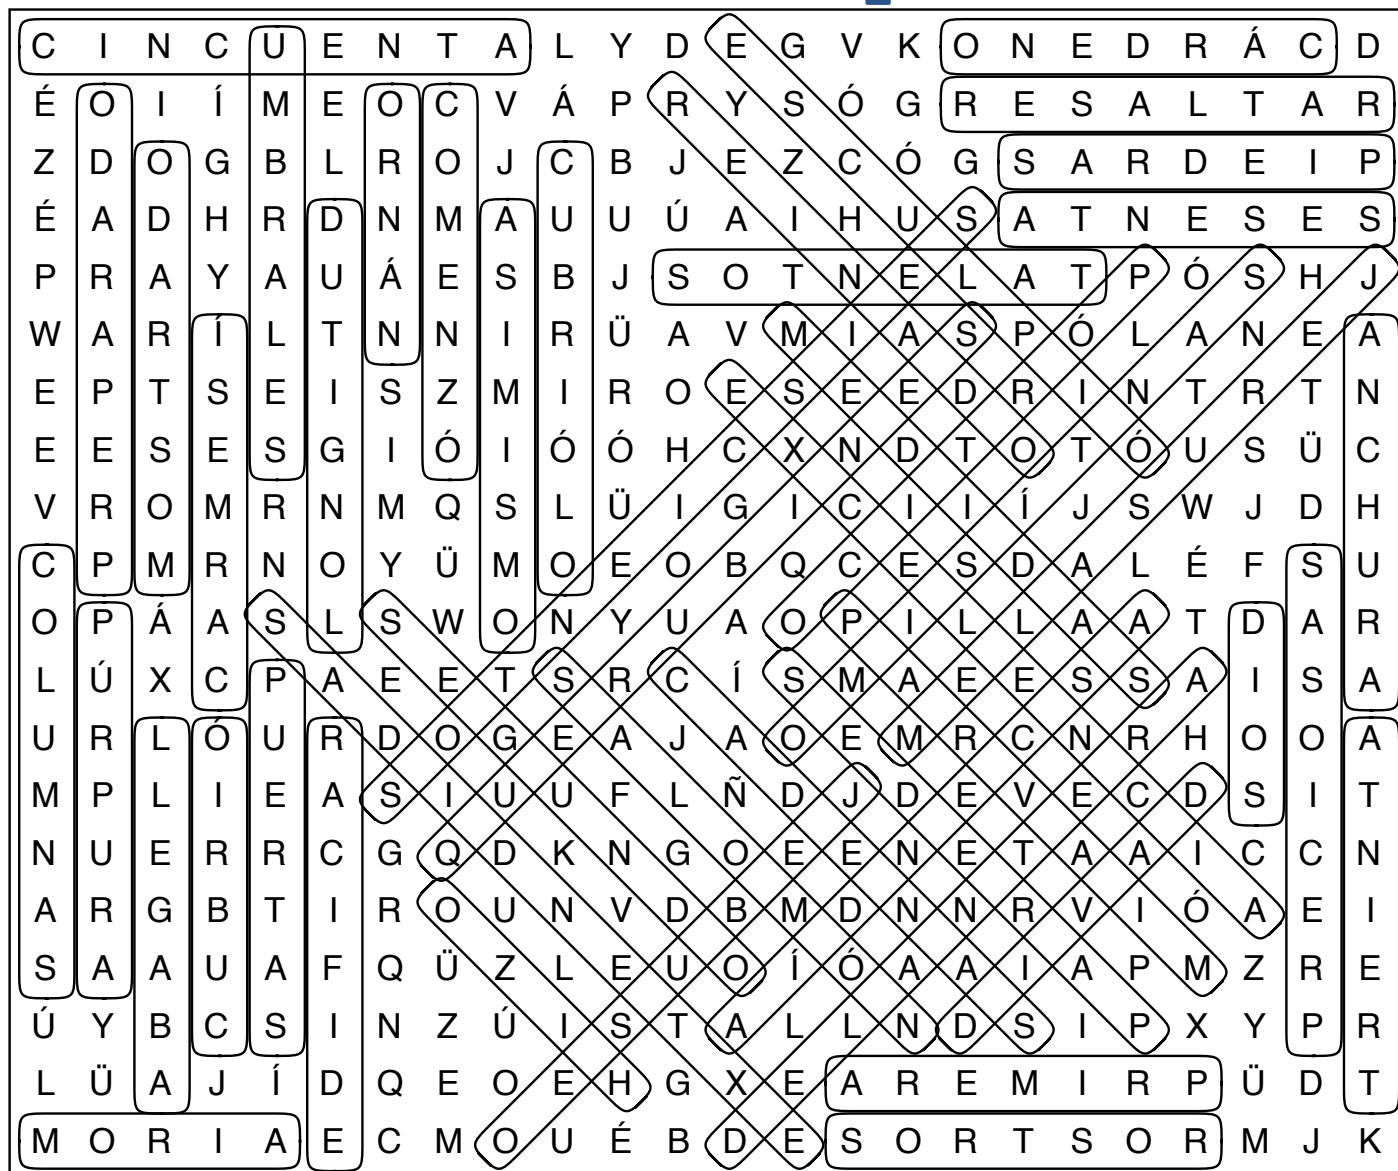 C I N C U E N T A L Y D E G V K O N E D R Á C D
É O I Í M E O C V Á P R Y S Ó G R E S A L T A R
Z D O G B L R O J C B J E Z C Ó G S A R D E I P
É A D H R D N M A U U Ú A I H U S A T N E S E S
P R A Y A U Á E S B J S O T N E L A T P Ó S H J
W A R Í L T N N I R Ü A V M I A S P Ó L A N E A
E P T S E I S Z M I R O E S E E D R I N T R T N
E E S E S G I Ó I Ó Ó H C X N D T O T Ó U S Ü C
V R O M R N M Q S L Ü I G I C I I Í J S W J D H
C P M R N O Y Ü M O E O B Q C E S D A L É F S U
O P Á A S L S W O N Y U A O P I L L A A T D A R
L Ú X C P A E E T S R C Í S M A E E S S A I S A
U R L Ó U R D O G E A J A O E M R C N R H O O A
M P L I E A S I U U F L Ñ D J D E V E C D S I T
N U E R R C G Q D K N G O E E N E T A A I C C N
A R G B T I R O U N V D B M D N N R V I Ó A E I
S A A U A F Q Ü Z L E U O Í Ó A A I A P M Z R E
Ú Y B C S I N Z Ú I S T A L L N D S I P X Y P R
L Ü A J Í D Q E O E H G X E A R E M I R P Ü D T
M O R I A E C M O U É B D E S O R T S O R M J K